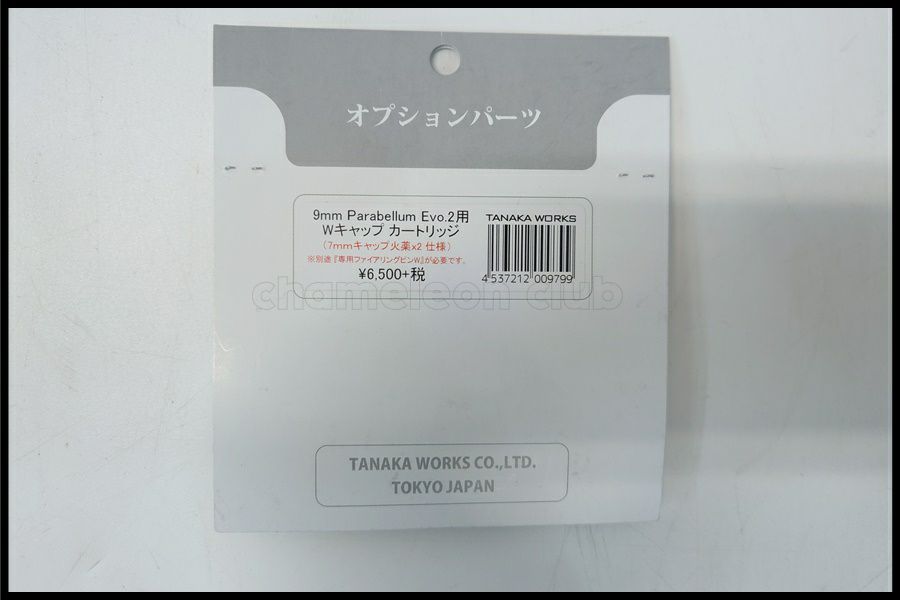 オプションパーツ
9mm Parabellum Evo.2用
Wキャップ カートリッジ
(7mmキャップ火薬x2 仕様)
※別途『専用ファイアリングピンW』が必要です。
¥6,500+税
TANAKA WORKS
4 537212 009799
chameleon club
TANAKA WORKS CO.,LTD.
TOKYO JAPAN